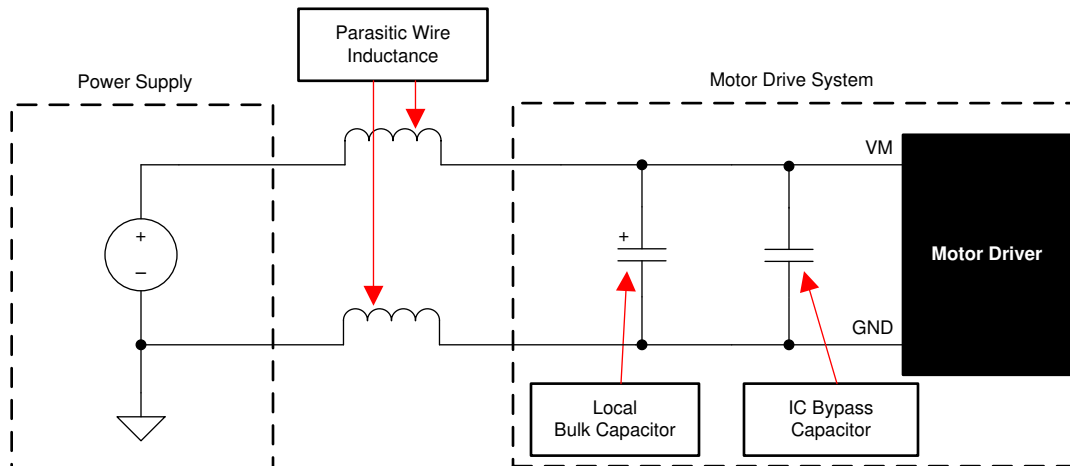 Parasitic Wire
Inductance
Power Supply
Motor Drive System
VM
+
–
+
Motor Driver
GND
Local
Bulk Capacitor
IC Bypass
Capacitor